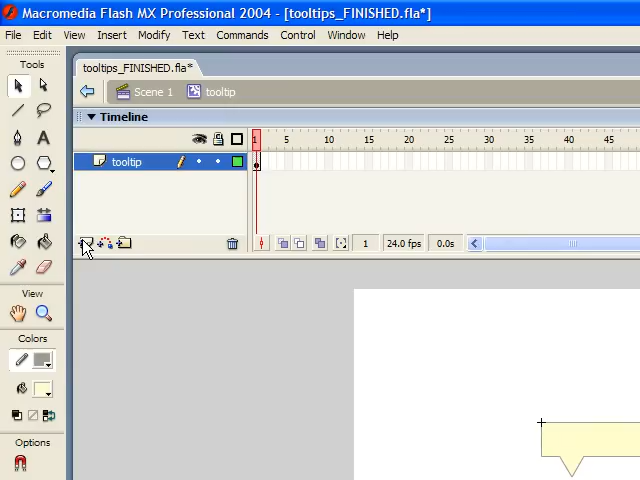 Macromedia Flash MX Professional 2004 - [tooltips_FINISHED.fla*]
File Edit View Insert Modify Text Commands Control Window Help
Tools
tooltips_FINISHED.fla*
Scene 1 tooltip
Timeline
1 5 10 15 20 25 30 35 40 45
tooltip
1 24.0 fps 0.0s
View
Colors
Options